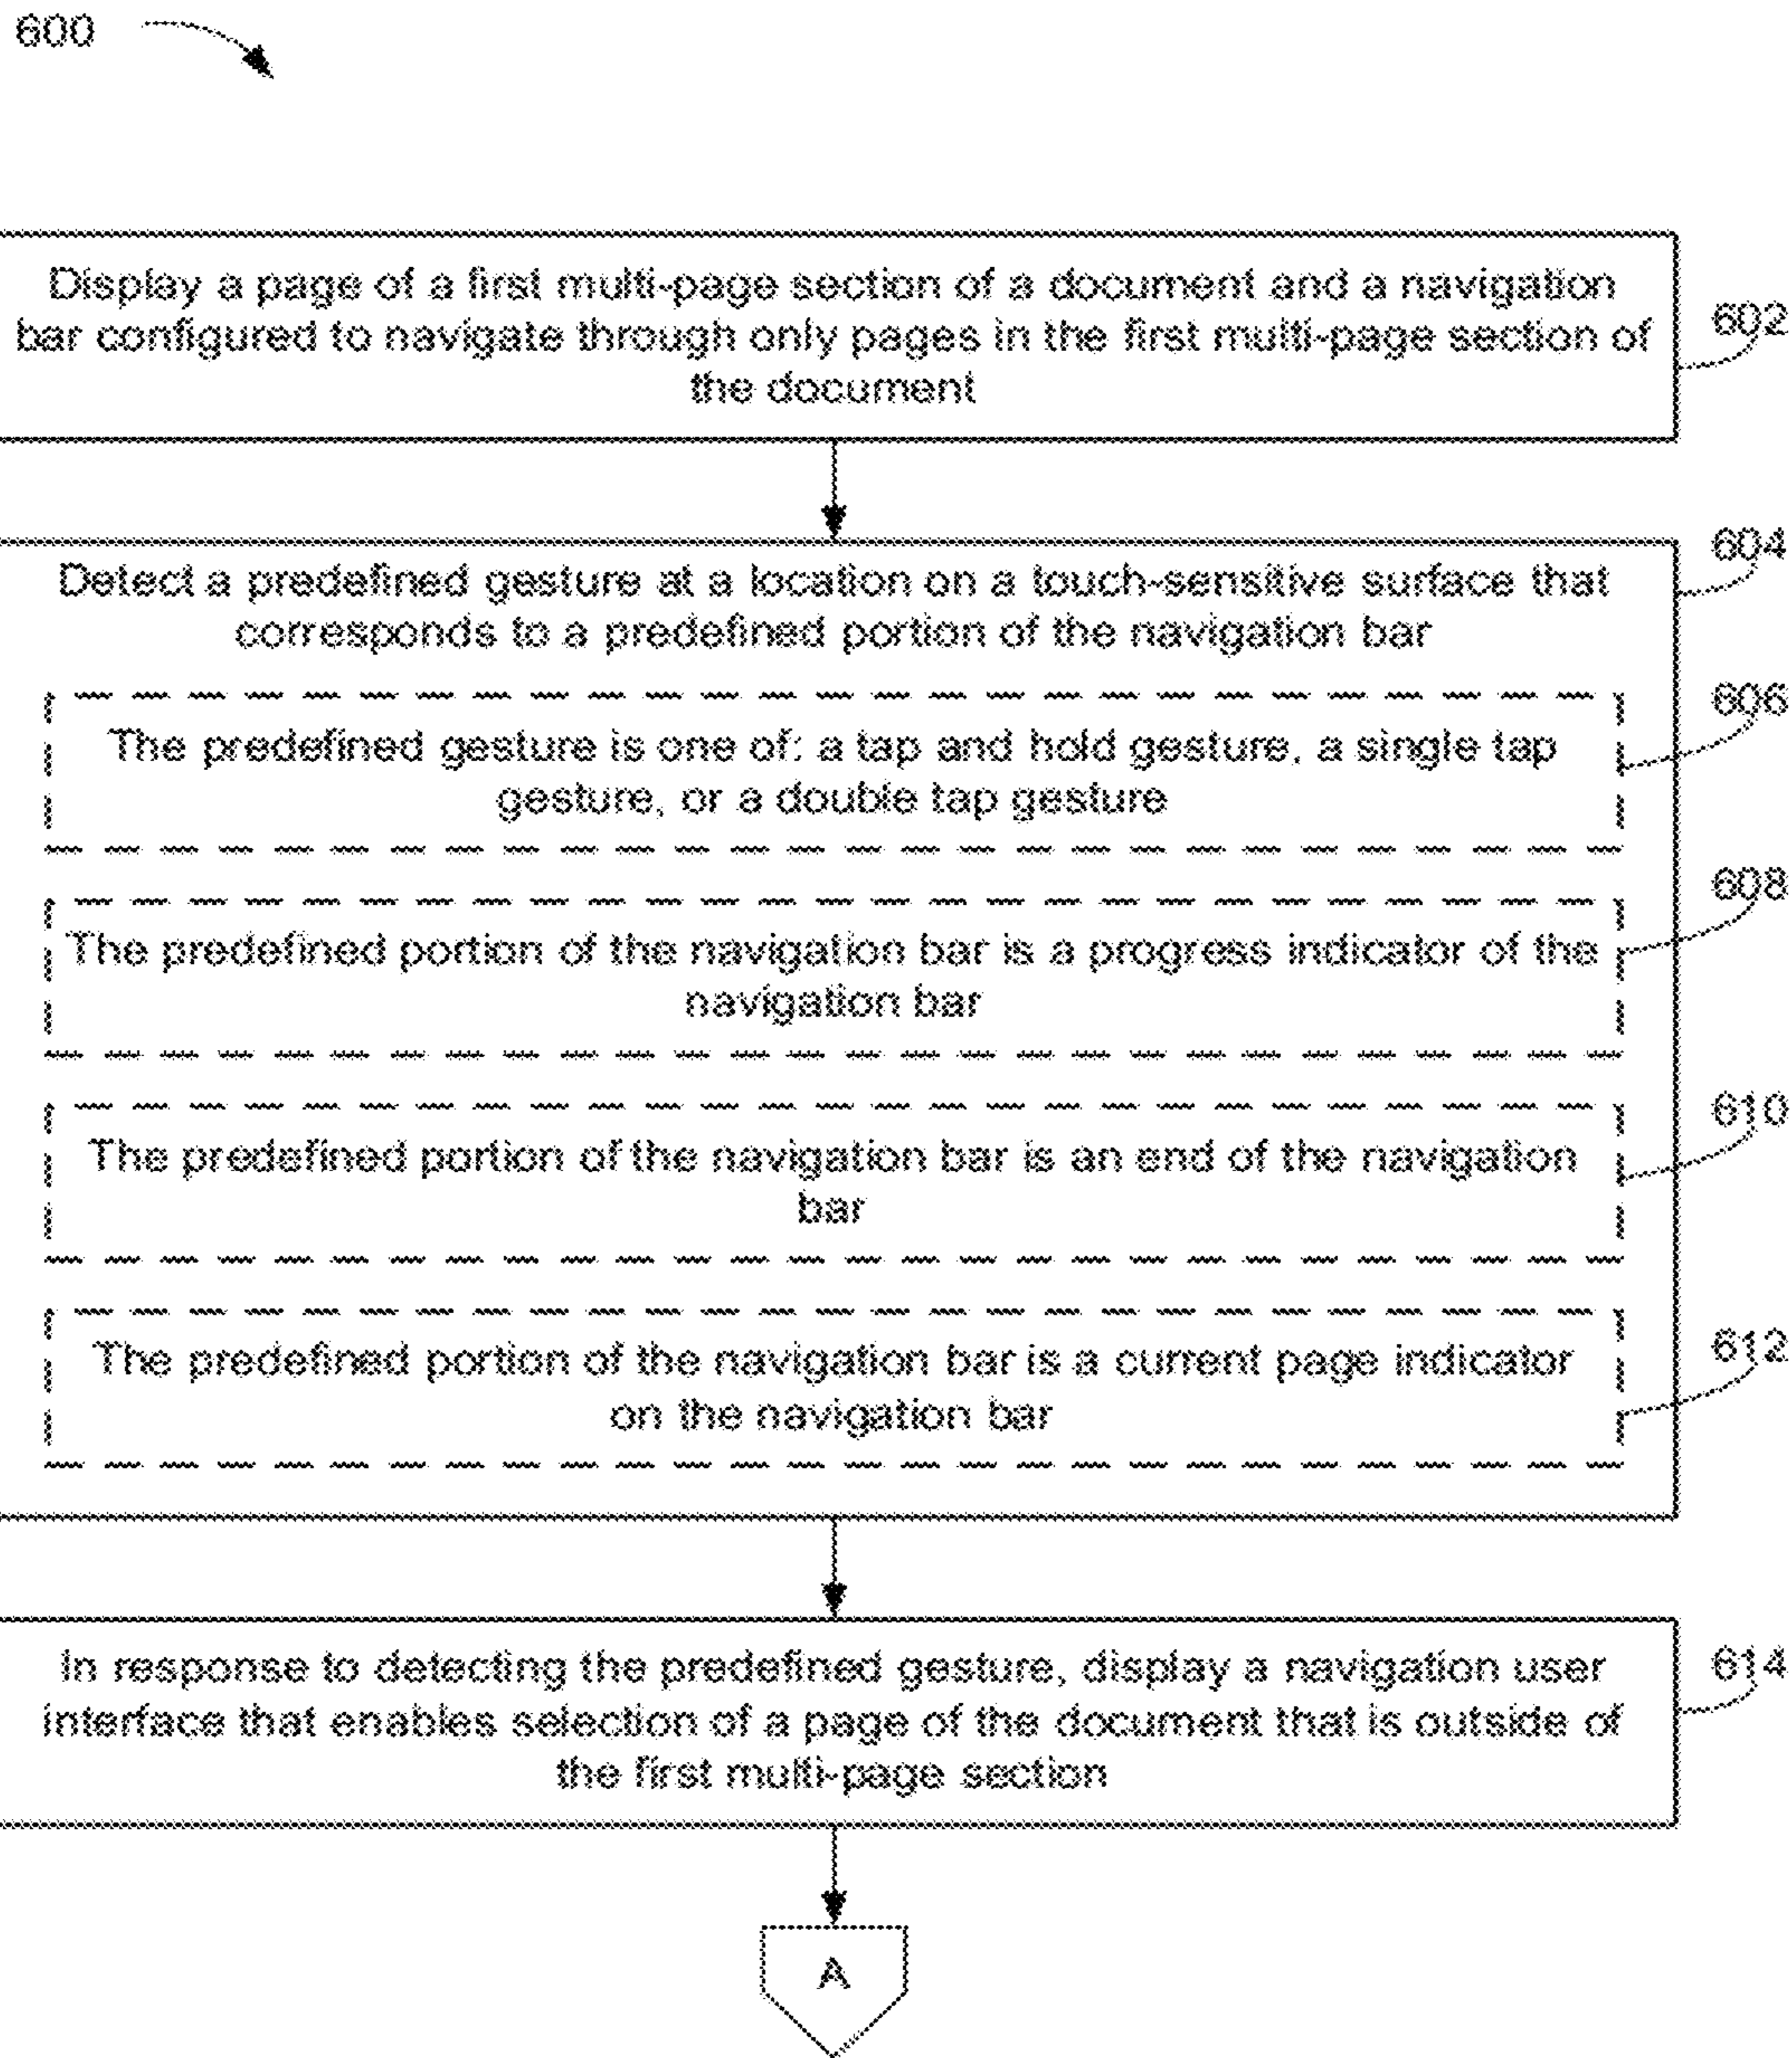 600
Display a page of a first multi-page section of a document and a navigation
bar configured to navigate through only pages in the first multi-page section of
the document
602
604
Detect a predefined gesture at a location on a touch-sensitive surface that
corresponds to a predefined portion of the navigation bar
606
The predefined gesture is one of: a tap and hold gesture, a single tap
gesture, or a double tap gesture
608
The predefined portion of the navigation bar is a progress indicator of the
navigation bar
610
The predefined portion of the navigation bar is an end of the navigation
bar
612
The predefined portion of the navigation bar is a current page indicator
on the navigation bar
614
In response to detecting the predefined gesture, display a navigation user
interface that enables selection of a page of the document that is outside of
the first multi-page section
A